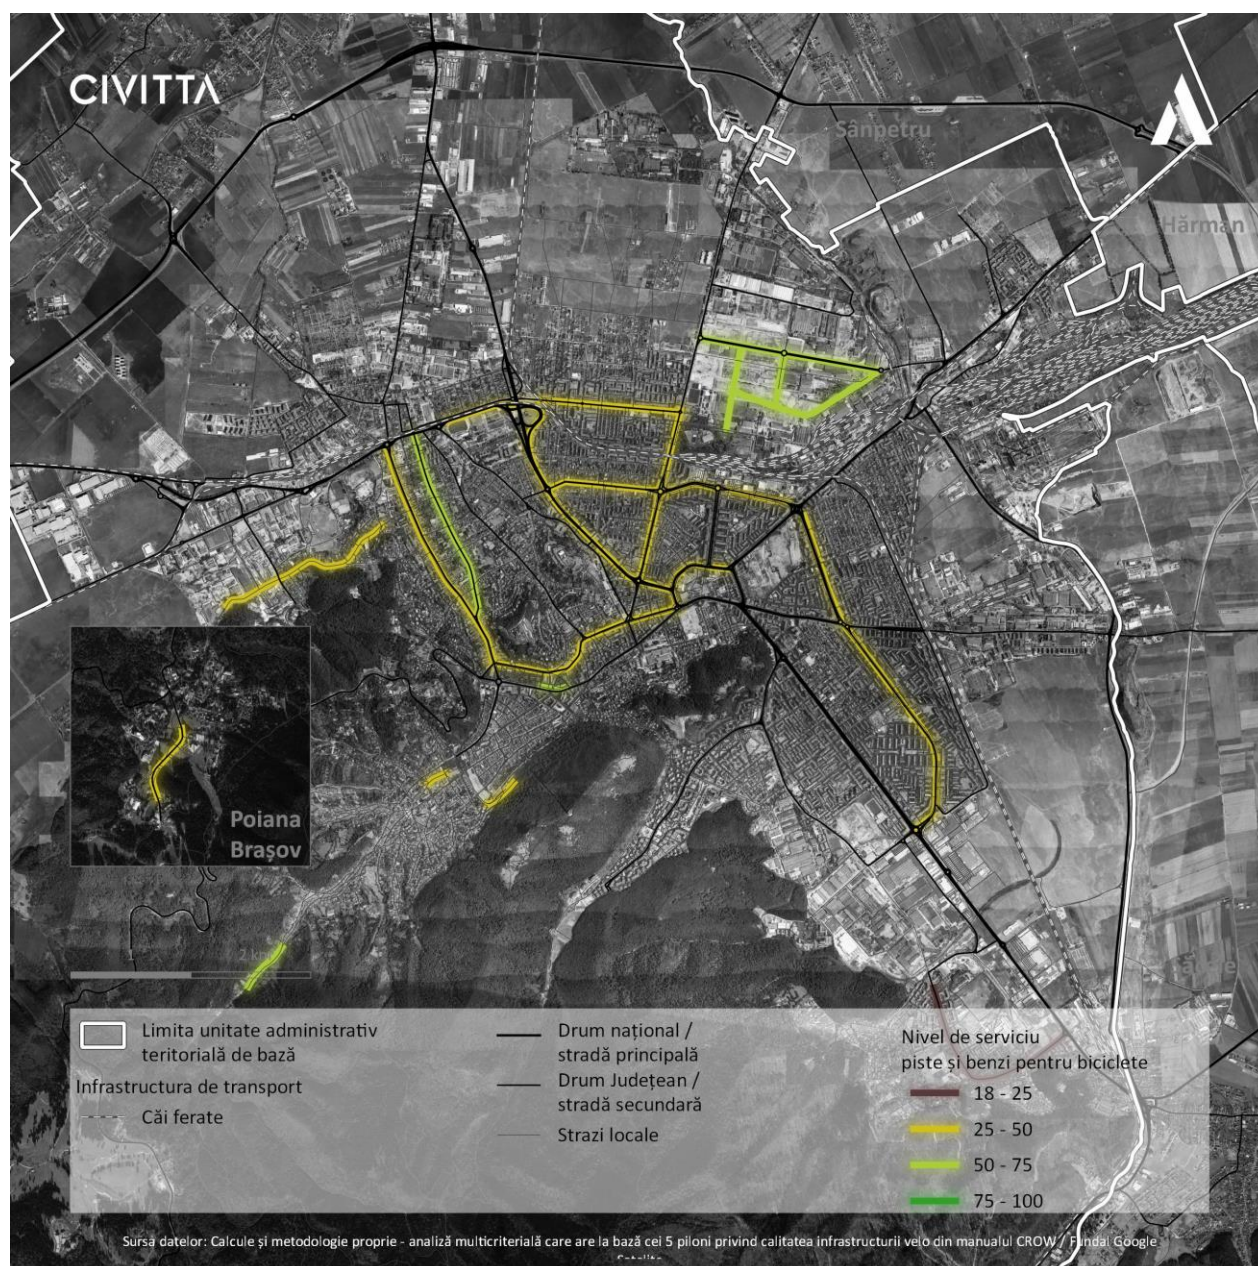 CIVITTA
Sânpetru
Hărman
Poiana
Brașov
Limita unitate administrativ
teritorială de bază
Infrastructura de transport
Căi ferate
Drum național /
stradă principală
Drum Județean /
stradă secundară
Strazi locale
Nivel de serviciu
piste și benzi pentru biciclete
18 - 25
25 - 50
50 - 75
75 - 100
Sursa datelor: Calcule și metodologie proprie - analiză multicriterială care are la bază cei 5 piloni privind calitatea infrastructurii velo din manualul CROW / Fundal Google